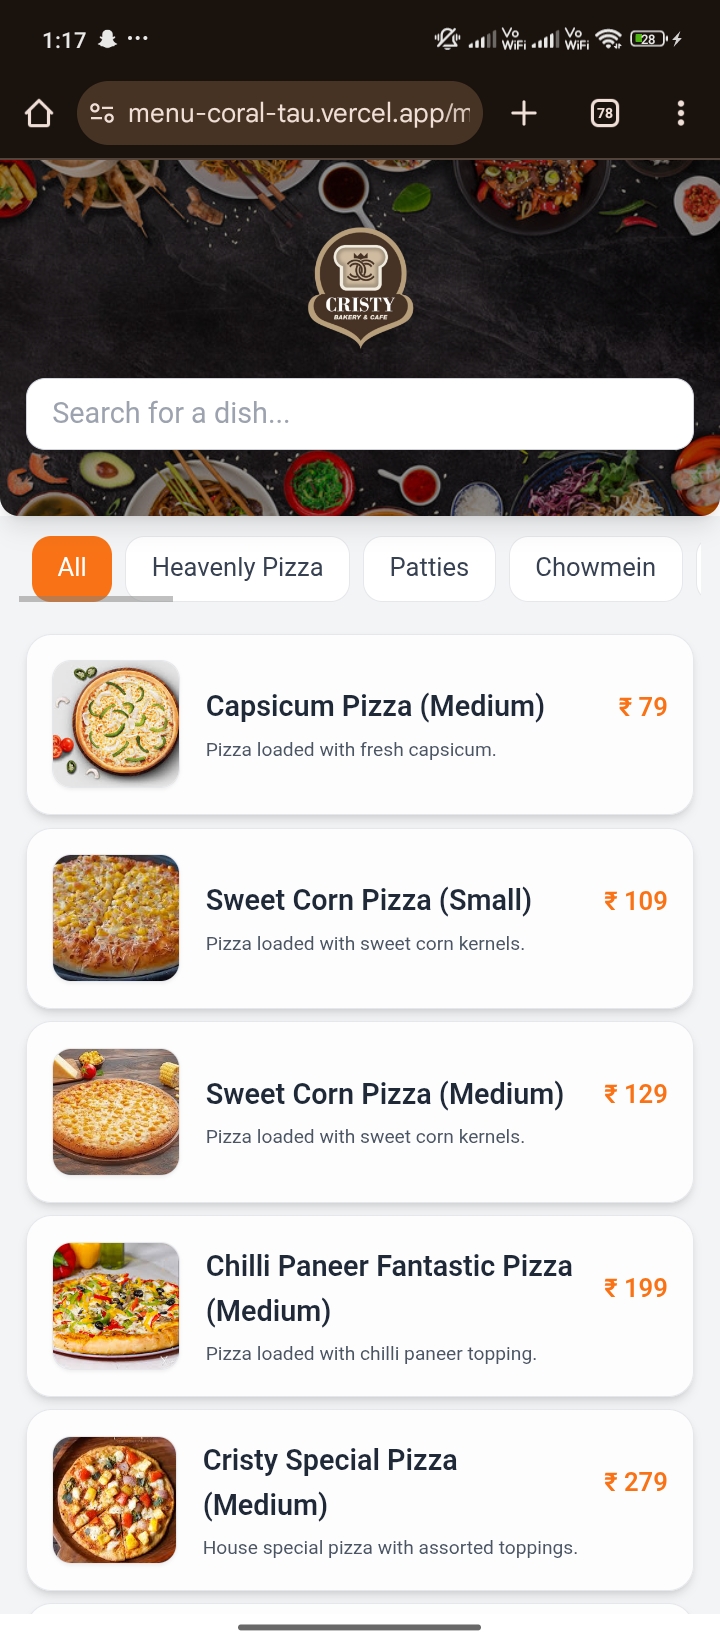 1:17
Vo WiFi
Vo WiFi
28
menu-coral-tau.vercel.app/m
78
CRISTY
BAKERY & CAFE
Search for a dish...
All
Heavenly Pizza
Patties
Chowmein
Capsicum Pizza (Medium)
₹ 79
Pizza loaded with fresh capsicum.
Sweet Corn Pizza (Small)
₹ 109
Pizza loaded with sweet corn kernels.
Sweet Corn Pizza (Medium)
₹ 129
Pizza loaded with sweet corn kernels.
Chilli Paneer Fantastic Pizza
(Medium)
₹ 199
Pizza loaded with chilli paneer topping.
Cristy Special Pizza
(Medium)
₹ 279
House special pizza with assorted toppings.